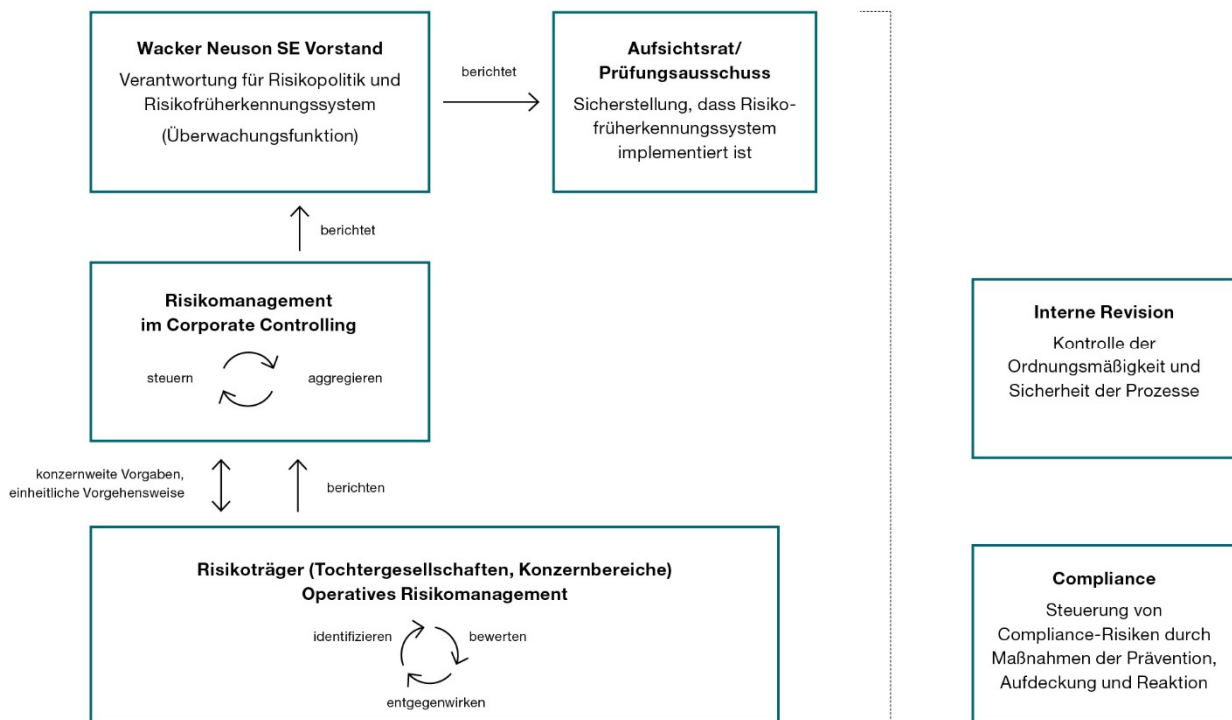 Wacker Neuson SE Vorstand
Verantwortung für Risikopolitik und
Risikofrüherkennungssystem
(Überwachungsfunktion)
berichtet
Aufsichtsrat/
Prüfungsausschuss
Sicherstellung, dass Risiko-
früherkennungssystem
implementiert ist
berichtet
Risikomanagement
im Corporate Controlling
steuern
aggregieren
Interne Revision
Kontrolle der
Ordnungsmäßigkeit und
Sicherheit der Prozesse
konzernweite Vorgaben,
einheitliche Vorgehensweise
berichten
Risikoträger (Tochtergesellschaften, Konzernbereiche)
Operatives Risikomanagement
identifizieren
bewerten
entgegenwirken
Compliance
Steuerung von
Compliance-Risiken durch
Maßnahmen der Prävention,
Aufdeckung und Reaktion